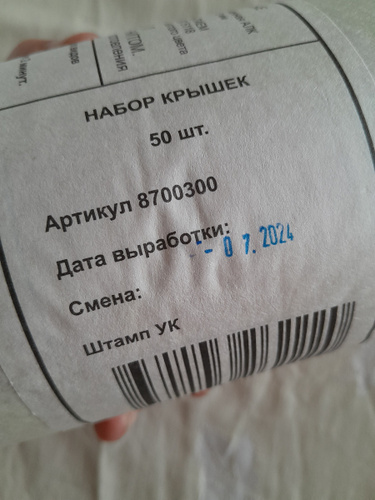 НАБОР КРЫШЕК
50 шт.
Артикул 8700300
Дата выработки:
07.2024
Смена:
Штамп УК